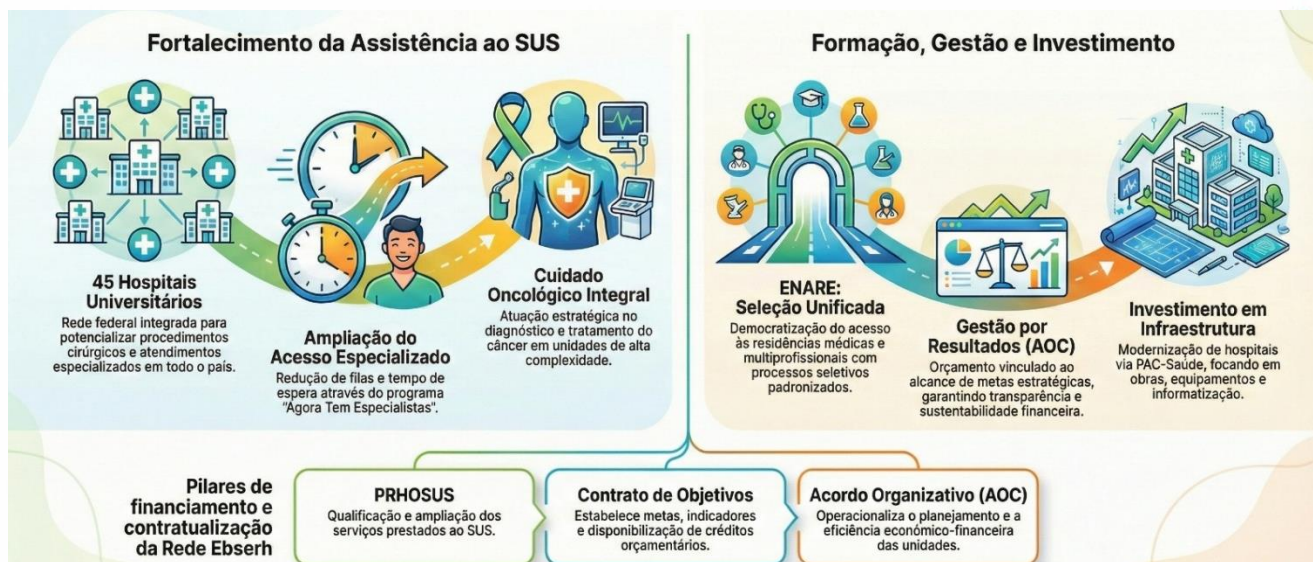 Fortalecimento da Assistência ao SUS
45 Hospitais
Universitários
Rede federal integrada para
potencializar procedimentos
cirúrgicos e atendimentos
especializados em todo o país.
Ampliação do
Acesso Especializado
Redução de filas e tempo de
espera através do programa
"Agora Tem Especialistas".
Cuidado
Oncológico Integral
Atuação estratégica no
diagnóstico e tratamento do
câncer em unidades de alta
complexidade.
Formação, Gestão e Investimento
ENARE:
Seleção Unificada
Democratização do acesso
às residências médicas e
multiprofissionais com
processos seletivos
padronizados.
Gestão por
Resultados (AOC)
Orçamento vinculado ao
alcance de metas estratégicas,
garantindo transparência e
sustentabilidade financeira.
Investimento em
Infraestrutura
Modernização de hospitais
via PAC-Saúde, focando em
obras, equipamentos e
informatização.
Pilares de
financiamento e
contratualização
da Rede Ebserh
PRHOSUS
Qualificação e ampliação dos
serviços prestados ao SUS.
Contrato de Objetivos
Estabelece metas, indicadores
e disponibilização de créditos
orçamentários.
Acordo Organizativo (AOC)
Operacionaliza o planejamento e a
eficiência económico-financeira
das unidades.